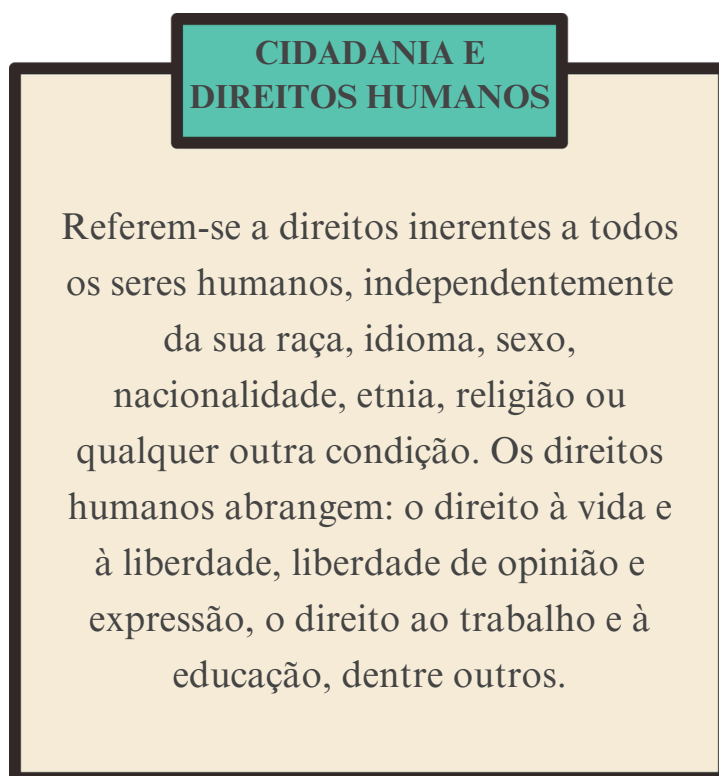 CIDADANIA E
DIREITOS HUMANOS
Referem-se a direitos inerentes a todos
os seres humanos, independentemente
da sua raça, idioma, sexo,
nacionalidade, etnia, religião ou
qualquer outra condição. Os direitos
humanos abrangem: o direito à vida e
à liberdade, liberdade de opinião e
expressão, o direito ao trabalho e à
educação, dentre outros.